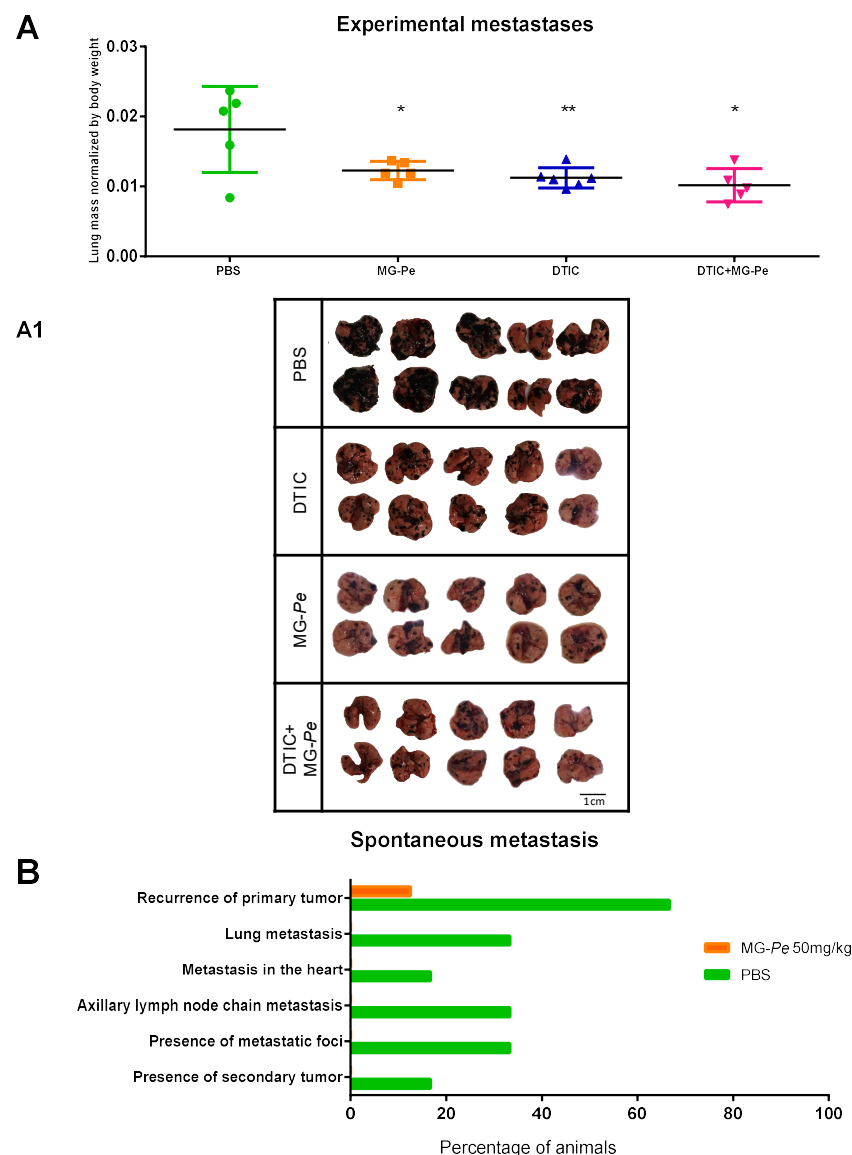 A
Experimental mestastases
Lung mass normalized by body weight
0.03
0.02
0.01
0.00
*
**
*
PBS
MG-Pe
DTIC
DTIC+MG-Pe
A1
PBS
DTIC
MG-Pe
DTIC+
MG-Pe
1cm
Spontaneous metastasis
B
Recurrence of primary tumor
Lung metastasis
Metastasis in the heart
Axillary lymph node chain metastasis
Presence of metastatic foci
Presence of secondary tumor
MG-Pe 50mg/kg
PBS
0
20
40
60
80
100
Percentage of animals